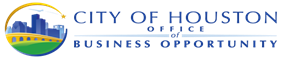 CITY OF HOUSTON
OFFICE
of
BUSINESS OPPORTUNITY